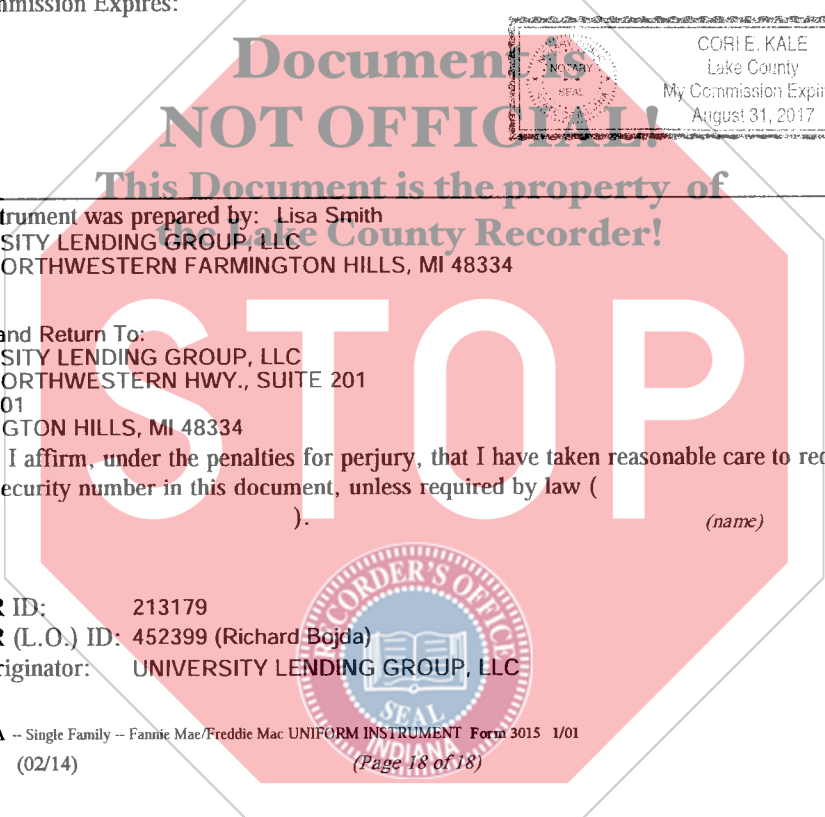 mmission Expires:
CORI E. KALE
NOTARY
SEAL
Lake County
My Commission Expir
August 31, 2017
Document is
NOT OFFICIAL!
This Document is the property of
the Lake County Recorder!
trument was prepared by: Lisa Smith
SITY LENDING GROUP, LLC
ORTHWESTERN FARMINGTON HILLS, MI 48334
and Return To:
SITY LENDING GROUP, LLC
ORTHWESTERN HWY., SUITE 201
01
GTON HILLS, MI 48334
I affirm, under the penalties for perjury, that I have taken reasonable care to red
ecurity number in this document, unless required by law (
).
(name)
STOP
R ID: 213179
R (L.O.) ID: 452399 (Richard Bojda)
riginator: UNIVERSITY LENDING GROUP, LLC
RECORDER'S OFFICE
SEAL
INDIANA
A -- Single Family -- Fannie Mae/Freddie Mac UNIFORM INSTRUMENT Form 3015 1/01
(02/14) (Page 18 of 18)